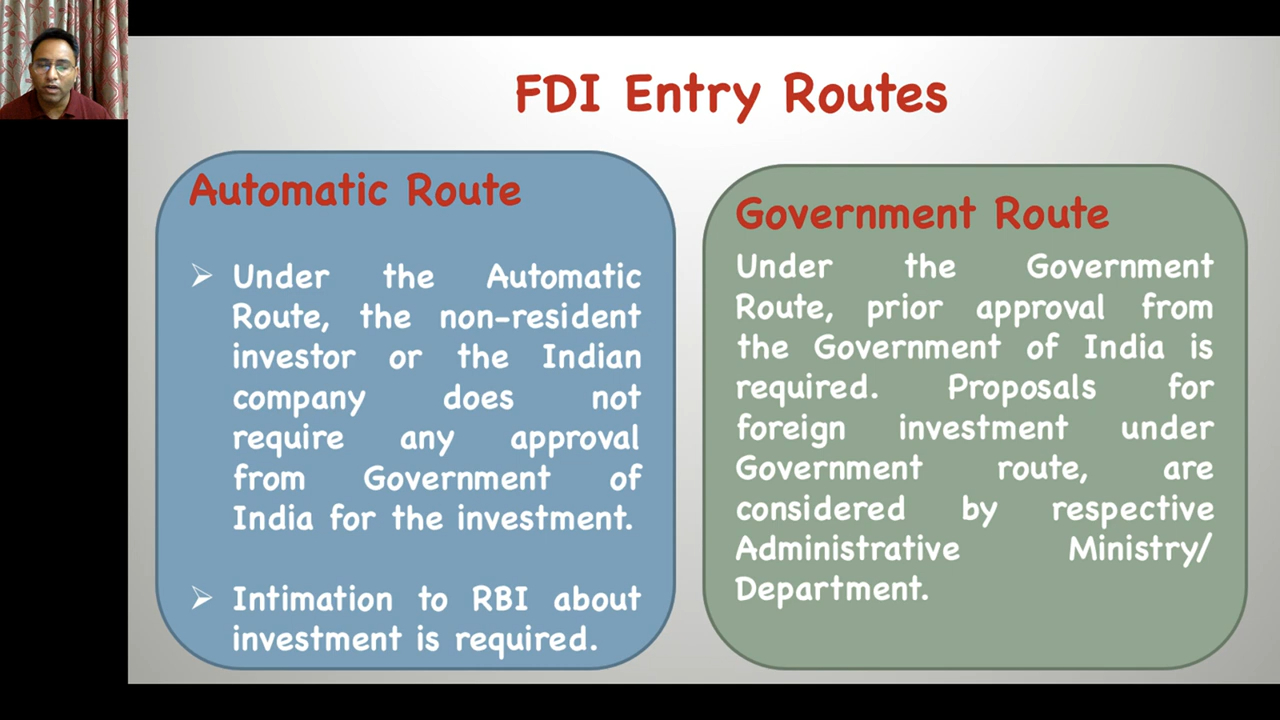 FDI Entry Routes
Automatic Route
➢ Under the Automatic
Route, the non-resident
investor or the Indian
company does not
require any approval
from Government of
India for the investment.
➢ Intimation to RBI about
investment is required.
Government Route
Under the Government
Route, prior approval from
the Government of India is
required. Proposals for
foreign investment under
Government route, are
considered by respective
Administrative Ministry/
Department.